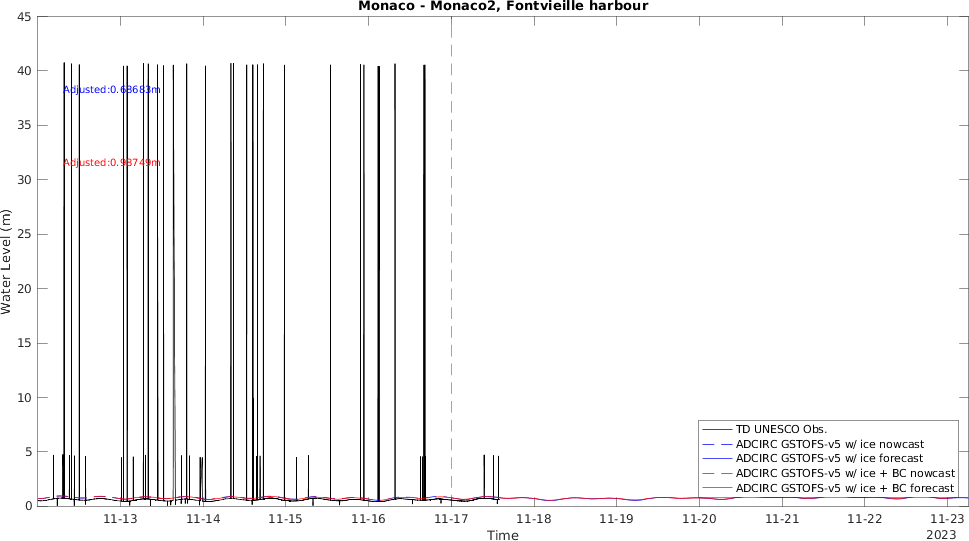 Monaco - Monaco2, Fontvieille harbour
45
40
35
30
25
20
15
10
5
0
Water Level (m)
Adjusted:0.68683m
Adjusted:0.98749m
TD UNESCO Obs.
ADCIRC GSTOFS-v5 w/ ice nowcast
ADCIRC GSTOFS-v5 w/ ice forecast
ADCIRC GSTOFS-v5 w/ ice + BC nowcast
ADCIRC GSTOFS-v5 w/ ice + BC forecast
11-13 11-14 11-15 11-16 11-17 11-18 11-19 11-20 11-21 11-22 11-23
Time
2023